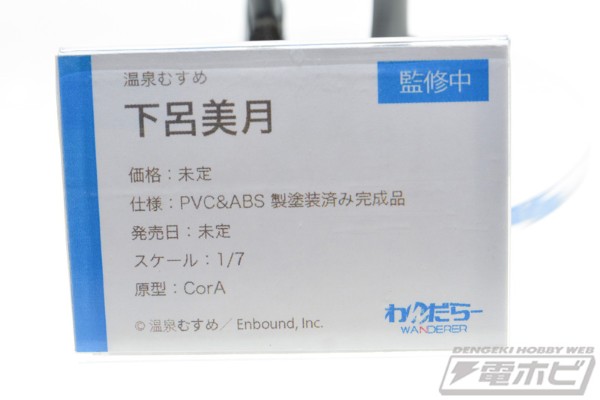 温泉むすめ
監修中
下呂美月
価格：未定
仕様：PVC&ABS 製塗装済み完成品
発売日：未定
スケール：1/7
原型：CorA
©温泉むすめ／Enbound, Inc.
わんだらー
WANDERER
DENGEKI HOBBY WEB
電ホビ